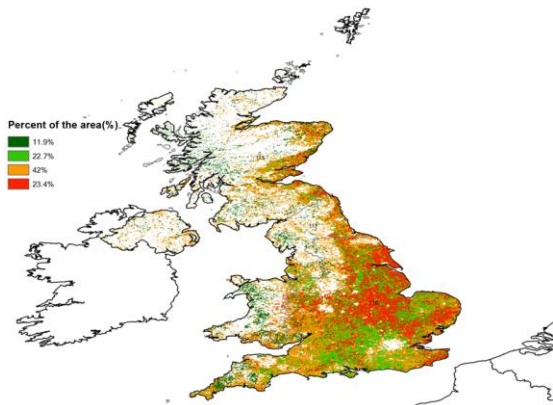 Percent of the area(%)
11.9%
22.7%
42%
23.4%